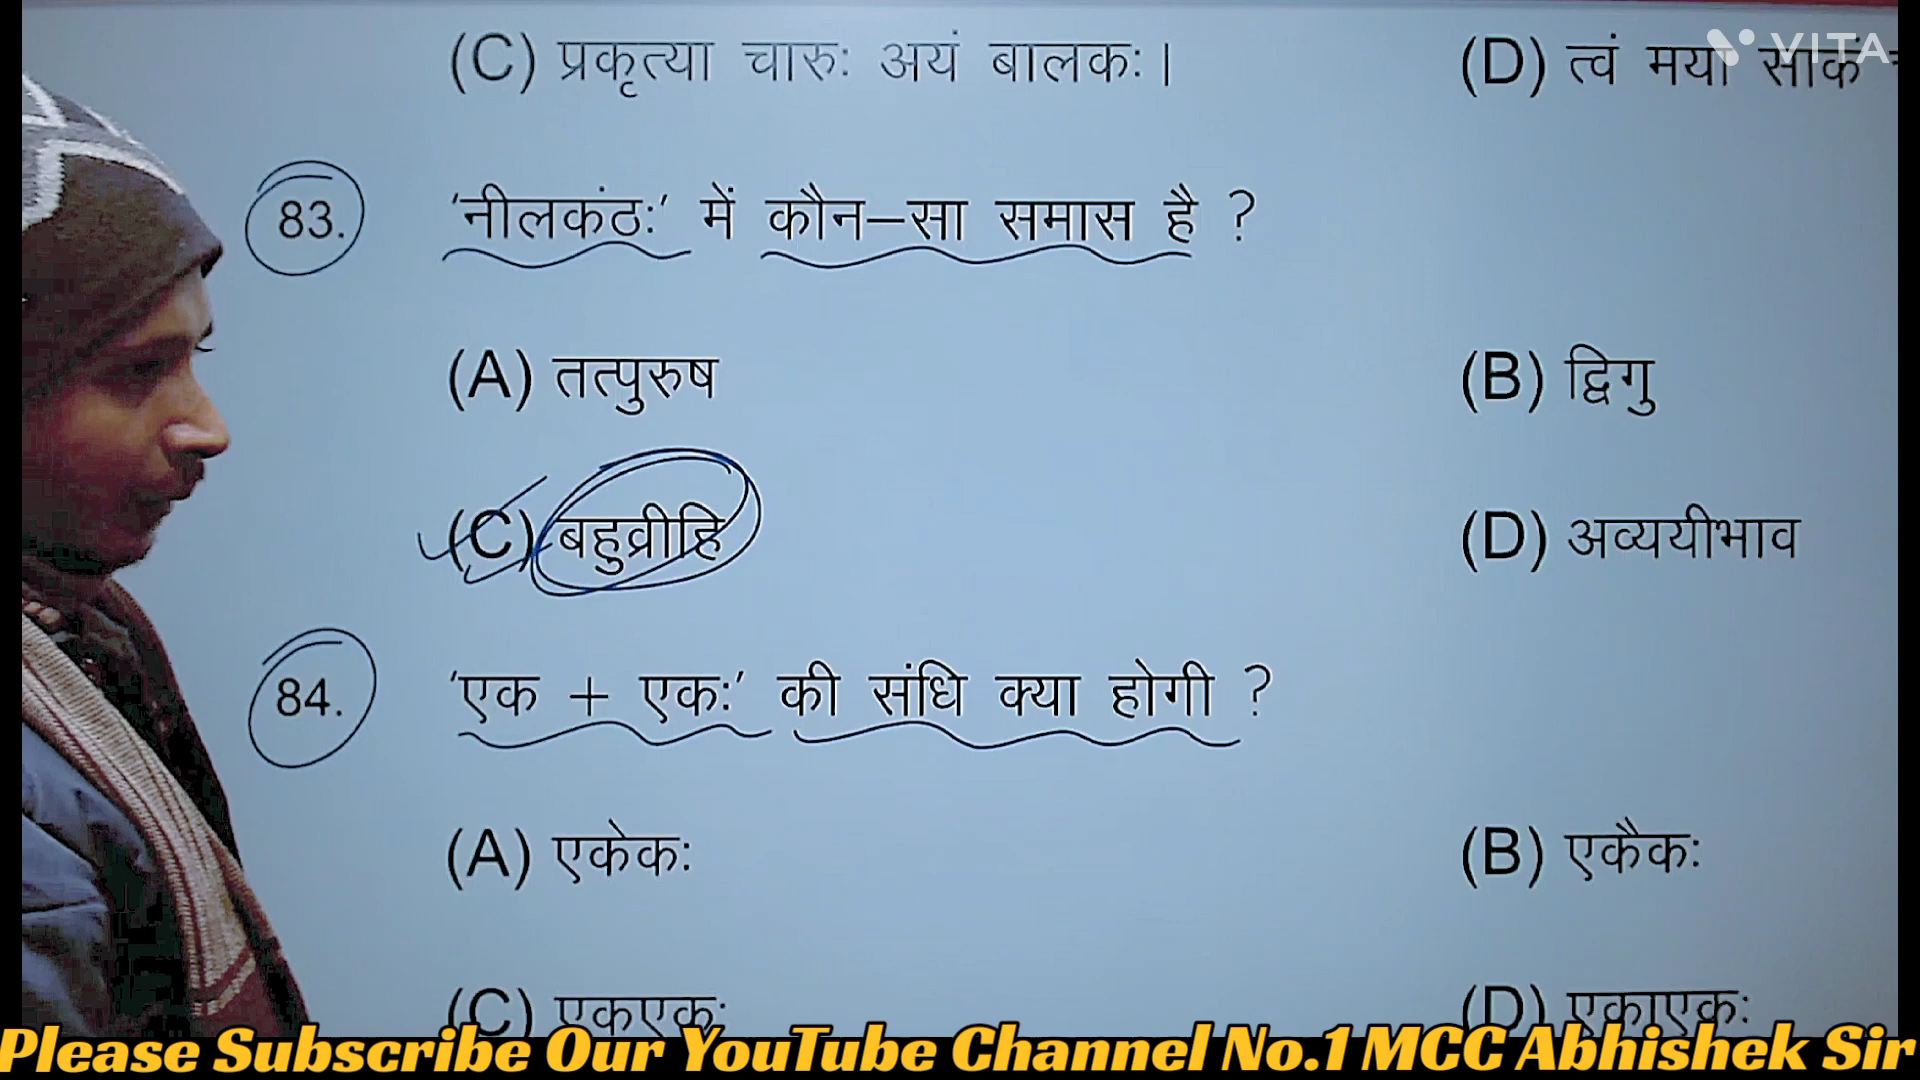 (C) प्रकृत्या चारुः अयं बालकः। (D) त्वं मया साकं
VITA
83. 'नीलकंठः' में कौन–सा समास है ?
(A) तत्पुरुष (B) द्विगु
(C) बहुव्रीहि (D) अव्ययीभाव
84. 'एक + एकः' की संधि क्या होगी ?
(A) एकेकः (B) एकैकः
(C) एकएकः (D) एकाएकः
Please Subscribe Our YouTube Channel No.1 MCC Abhishek Sir